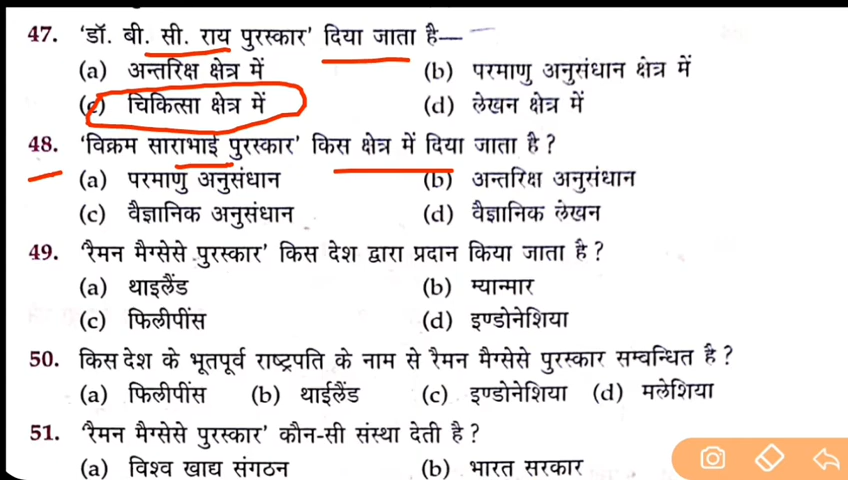 47. ‘डॉ. बी. सी. राय पुरस्कार’ दिया जाता है—
(a) अन्तरिक्ष क्षेत्र में (b) परमाणु अनुसंधान क्षेत्र में
(c) चिकित्सा क्षेत्र में (d) लेखन क्षेत्र में
48. ‘विक्रम साराभाई पुरस्कार’ किस क्षेत्र में दिया जाता है ?
(a) परमाणु अनुसंधान (b) अन्तरिक्ष अनुसंधान
(c) वैज्ञानिक अनुसंधान (d) वैज्ञानिक लेखन
49. ‘रैमन मैग्सेसे पुरस्कार’ किस देश द्वारा प्रदान किया जाता है ?
(a) थाइलैंड (b) म्यान्मार
(c) फिलीपींस (d) इण्डोनेशिया
50. किस देश के भूतपूर्व राष्ट्रपति के नाम से रैमन मैग्सेसे पुरस्कार सम्बन्धित है ?
(a) फिलीपींस (b) थाईलैंड (c) इण्डोनेशिया (d) मलेशिया
51. ‘रैमन मैग्सेसे पुरस्कार’ कौन-सी संस्था देती है ?
(a) विश्व खाद्य संगठन (b) भारत सरकार